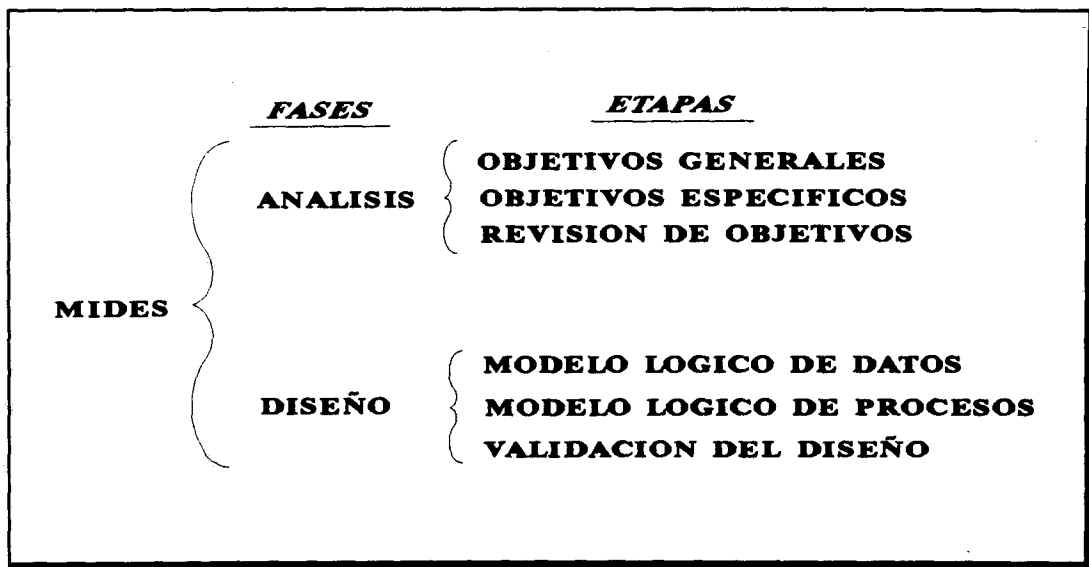 FASES ETAPAS
OBJETIVOS GENERALES
ANALISIS OBJETIVOS ESPECIFICOS
REVISION DE OBJETIVOS
MIDES
MODELO LOGICO DE DATOS
DISEÑO MODELO LOGICO DE PROCESOS
VALIDACION DEL DISEÑO